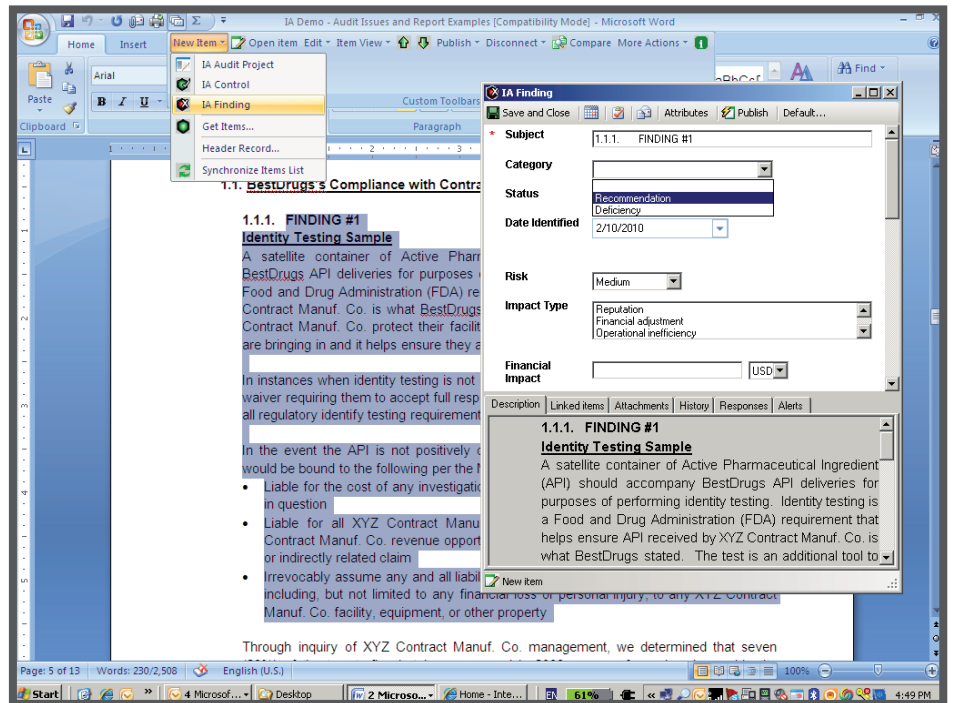 IA Demo - Audit Issues and Report Examples [Compatibility Mode] - Microsoft Word
Home Insert New Item Open item Edit Item View Publish Disconnect Compare More Actions
Paste
Clipboard
Arial
B I U
Custom Toolbars
Paragraph
Find
IA Audit Project
IA Control
IA Finding
Get Items...
Header Record...
Synchronize Items List
1.1. BestDrugs's Compliance with Contra
1.1.1. FINDING #1
Identity Testing Sample
A satellite container of Active Pharr
BestDrugs API deliveries for purposes
Food and Drug Administration (FDA) re
Contract Manuf. Co. is what BestDrugs
Contract Manuf. Co. protect their facilit
are bringing in and it helps ensure they a
In instances when identity testing is not
waiver requiring them to accept full resp
all regulatory identify testing requirement
In the event the API is not positively
would be bound to the following per the
• Liable for the cost of any investigatio
in question
• Liable for all XYZ Contract Manu
Contract Manuf. Co. revenue opport
or indirectly related claim
• Irrevocably assume any and all liabil
including, but not limited to any financial loss or personal injury, to any XYZ Contract
Manuf. Co. facility, equipment, or other property
Through inquiry of XYZ Contract Manuf. Co. management, we determined that seven
IA Finding
Save and Close Attributes Publish Default...
* Subject 1.1.1. FINDING #1
Category
Recommendation
Deficiency
Status
Date Identified 2/10/2010
Risk Medium
Impact Type Reputation
Financial adjustment
Operational inefficiency
Financial Impact USD
Description Linked items Attachments History Responses Alerts
1.1.1. FINDING #1
Identity Testing Sample
A satellite container of Active Pharmaceutical Ingredient
(API) should accompany BestDrugs API deliveries for
purposes of performing identity testing. Identity testing is
a Food and Drug Administration (FDA) requirement that
helps ensure API received by XYZ Contract Manuf. Co. is
what BestDrugs stated. The test is an additional tool to
New item
Page: 5 of 13 Words: 230/2,508 English (U.S.) 100%
Start 4 Microsof... Desktop 2 Microso... Home - Inte... EN 61% 4:49 PM